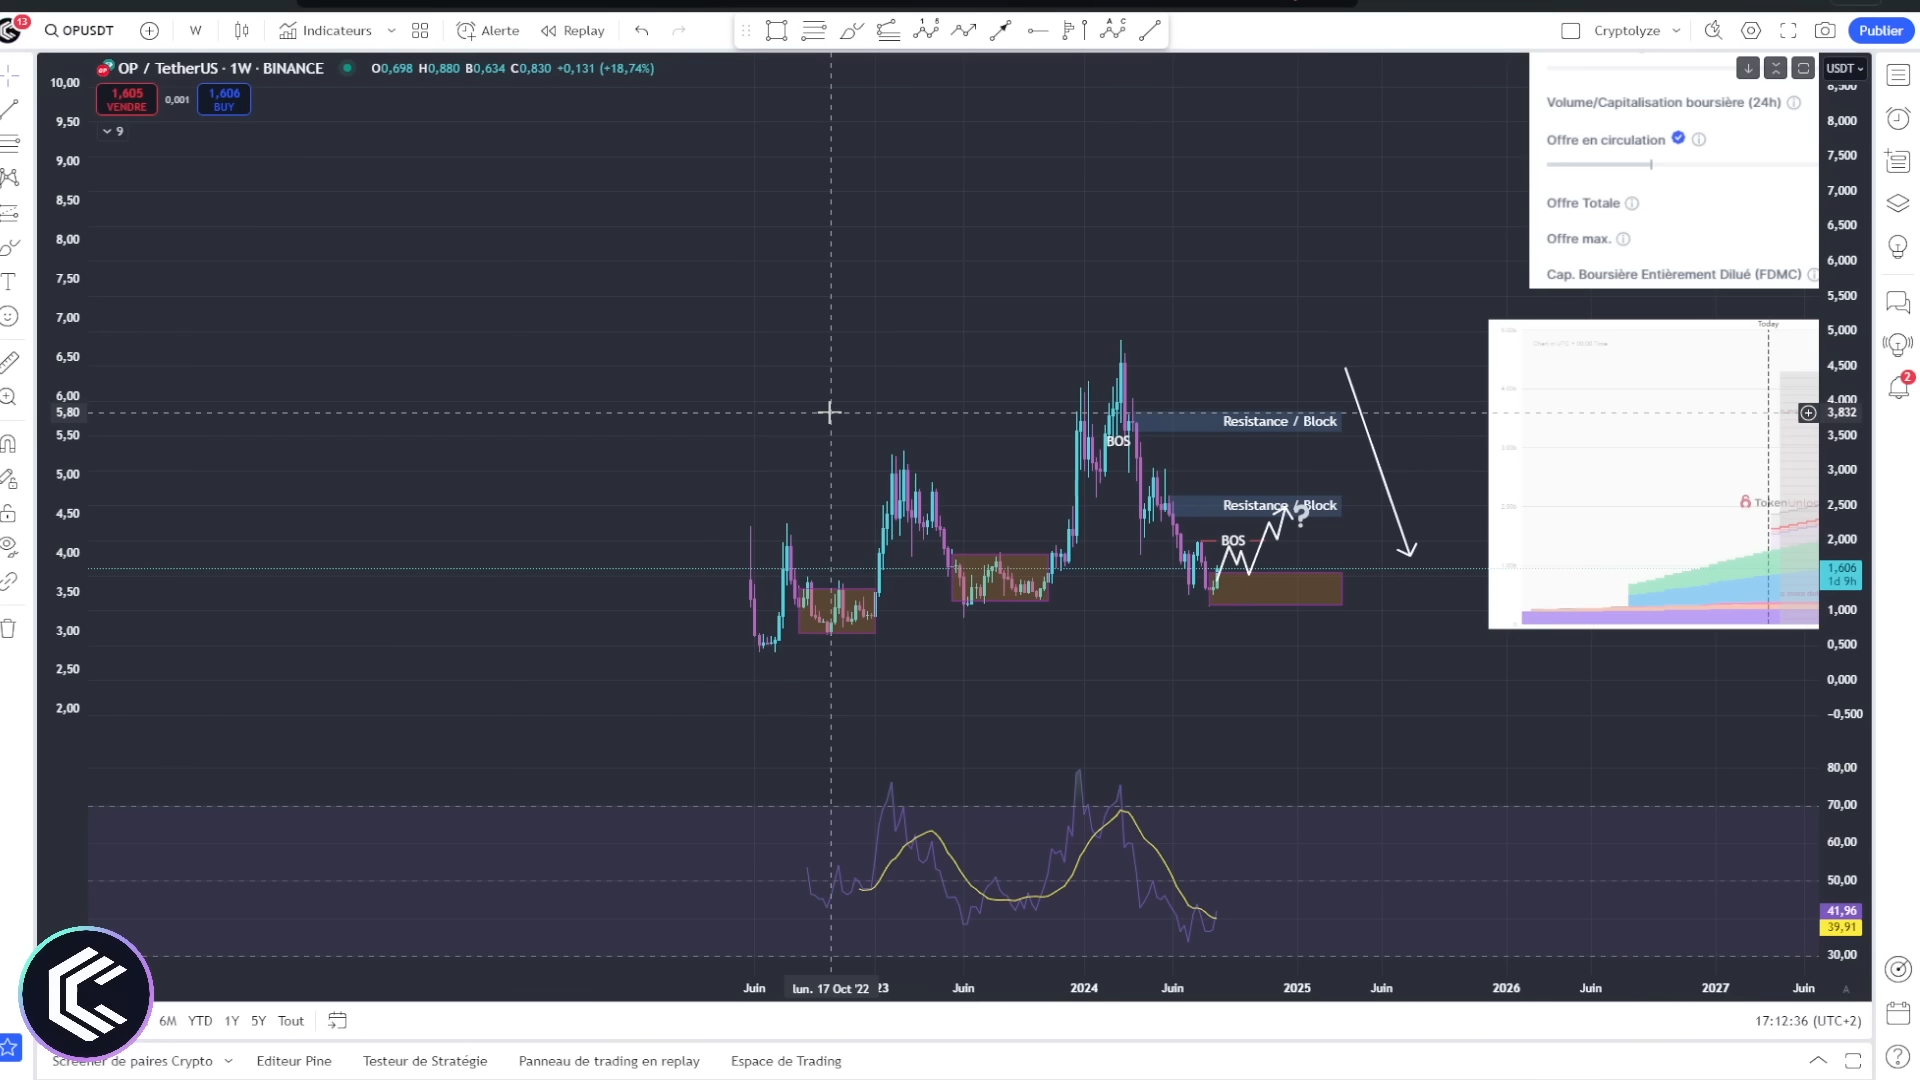 13
OPUSDT
W
Indicateurs
Alerte
Replay
Cryptolyze
Publier
OP / TetherUS · 1W · BINANCE
O0,698 H0,880 B0,634 C0,830 +0,131 (+18,74%)
USDT
1,605
VENDRE
0,001
1,606
BUY
9
10,00
9,50
9,00
8,50
8,00
7,50
7,00
6,50
6,00
5,80
5,50
5,00
4,50
4,00
3,50
3,00
2,50
2,00
Volume/Capitalisation boursière (24h)
Offre en circulation
Offre Totale
Offre max.
Cap. Boursière Entièrement Dilué (FDMC)
8,500
8,000
7,500
7,000
6,500
6,000
5,500
5,000
4,500
4,000
3,832
3,500
3,000
2,500
2,000
1,606
1d 9h
1,000
0,500
0,000
−0,500
80,00
70,00
60,00
50,00
41,96
39,91
30,00
2
Today
TokenUnlo
Resistance / Block
BOS
Resistance / Block
?
BOS
Juin
lun. 17 Oct '22
23
Juin
2024
Juin
2025
Juin
2026
Juin
2027
Juin
A
6M
YTD
1Y
5Y
Tout
17:12:36 (UTC+2)
Screener de paires Crypto
Editeur Pine
Testeur de Stratégie
Panneau de trading en replay
Espace de Trading